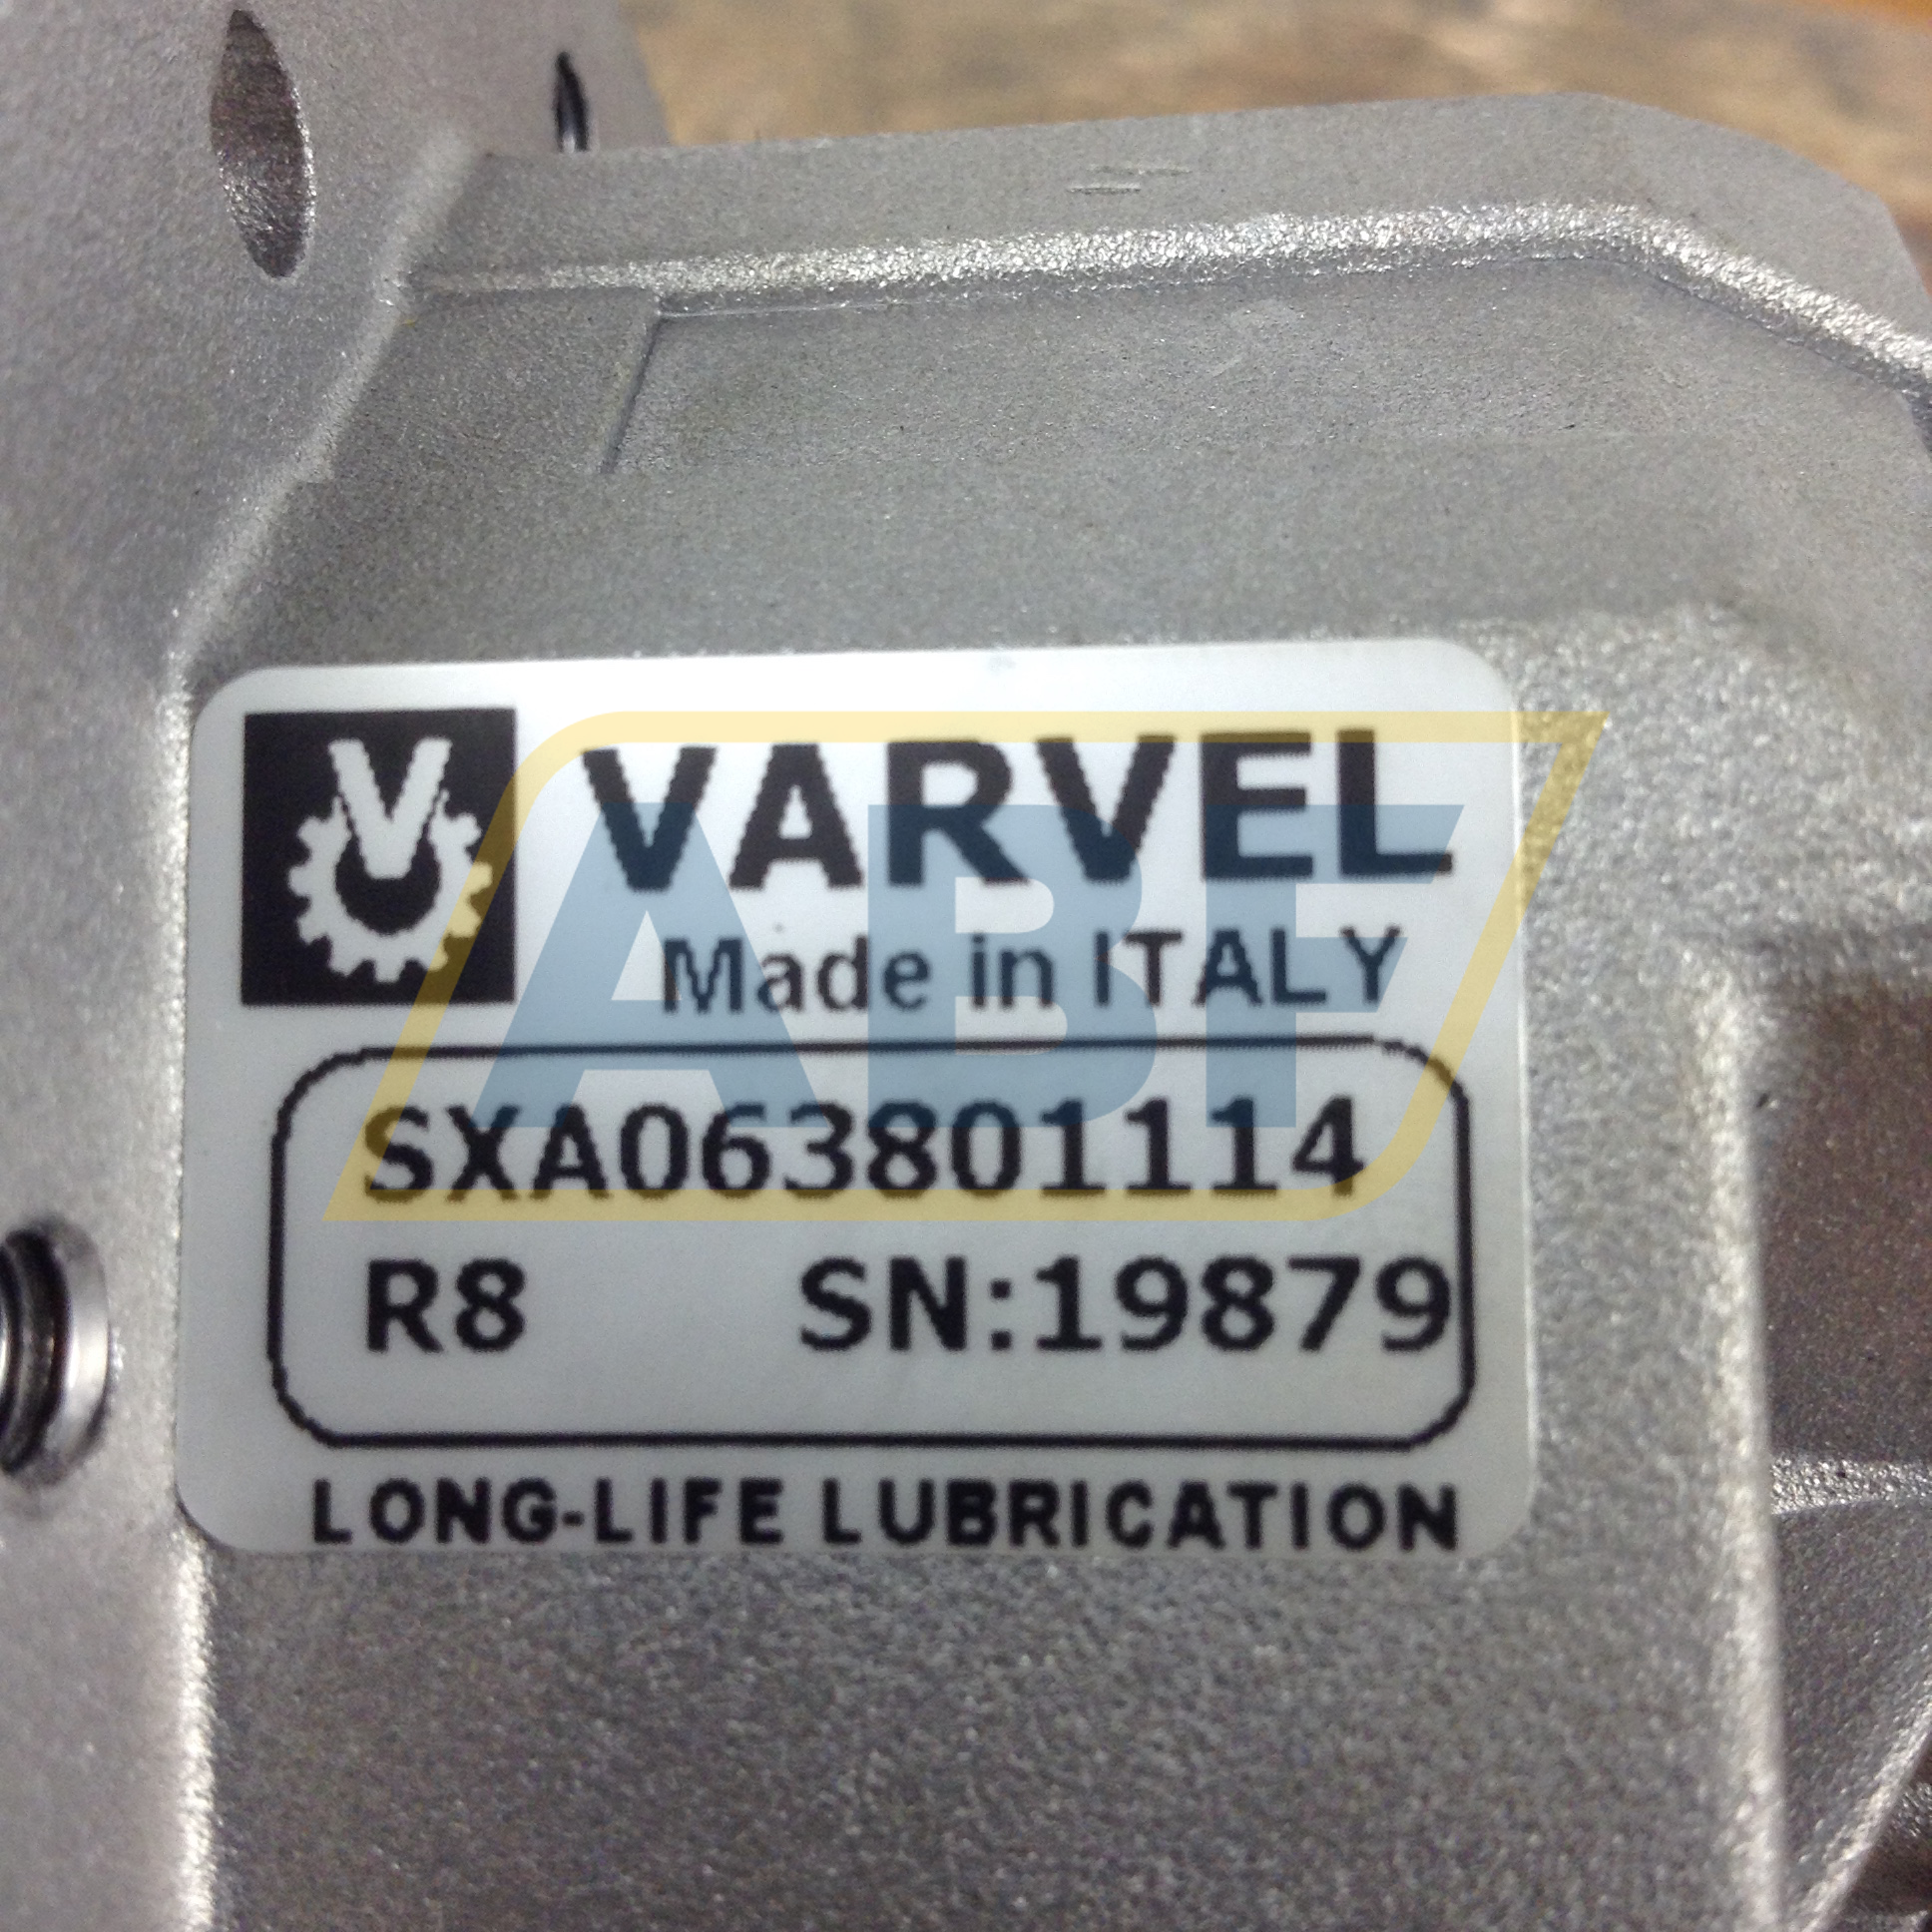 V VARVEL
Made in ITALY
ABF
SXA063801114
R8 SN:19879
LONG-LIFE LUBRICATION